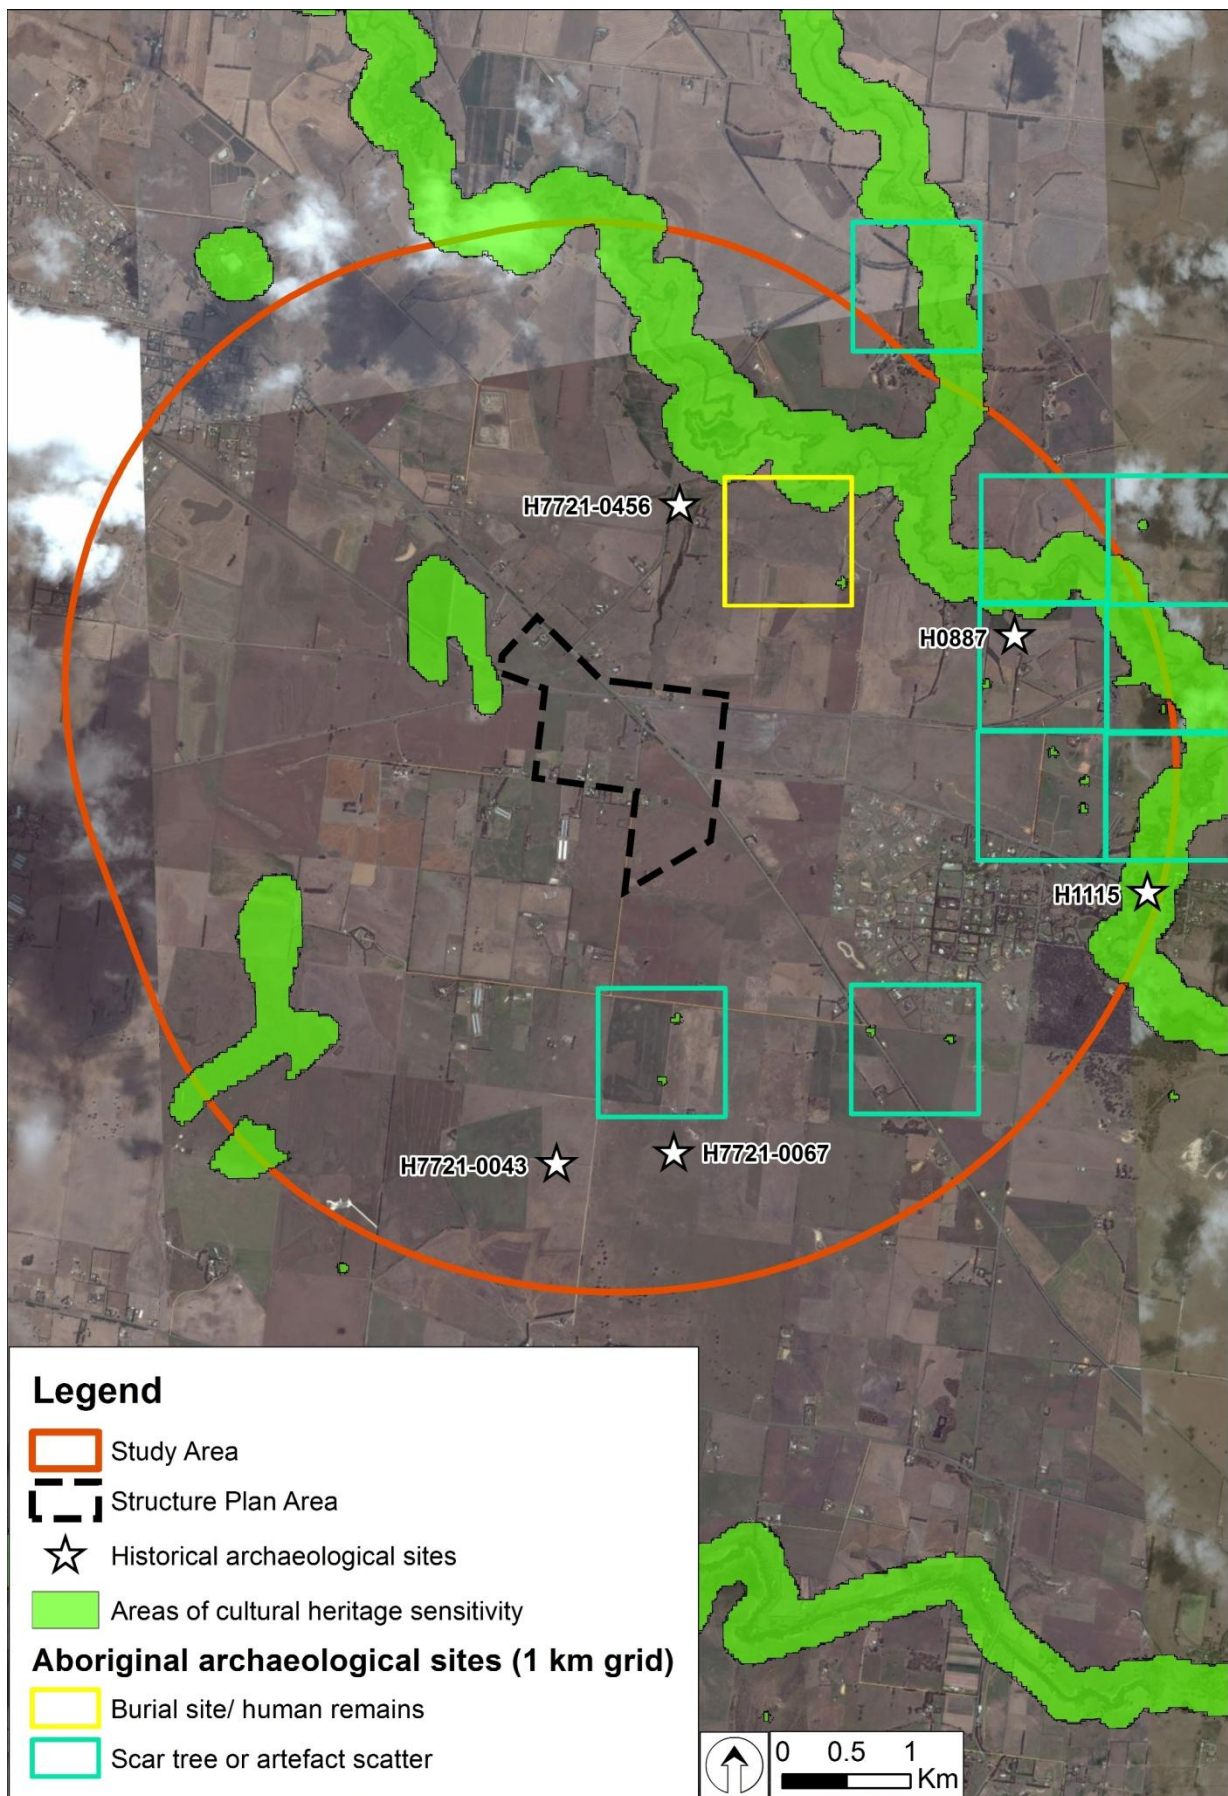 H7721-0456
H0887
H1115
H7721-0043
H7721-0067
Legend
Study Area
Structure Plan Area
Historical archaeological sites
Areas of cultural heritage sensitivity
Aboriginal archaeological sites (1 km grid)
Burial site/ human remains
Scar tree or artefact scatter
0 0.5 1
Km